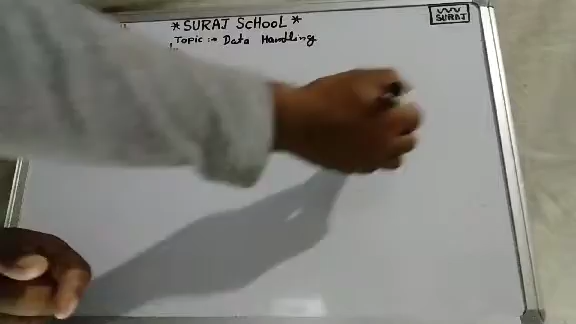 * SURAJ SCHOOL *
SURAJ
Topic :- Data Handling